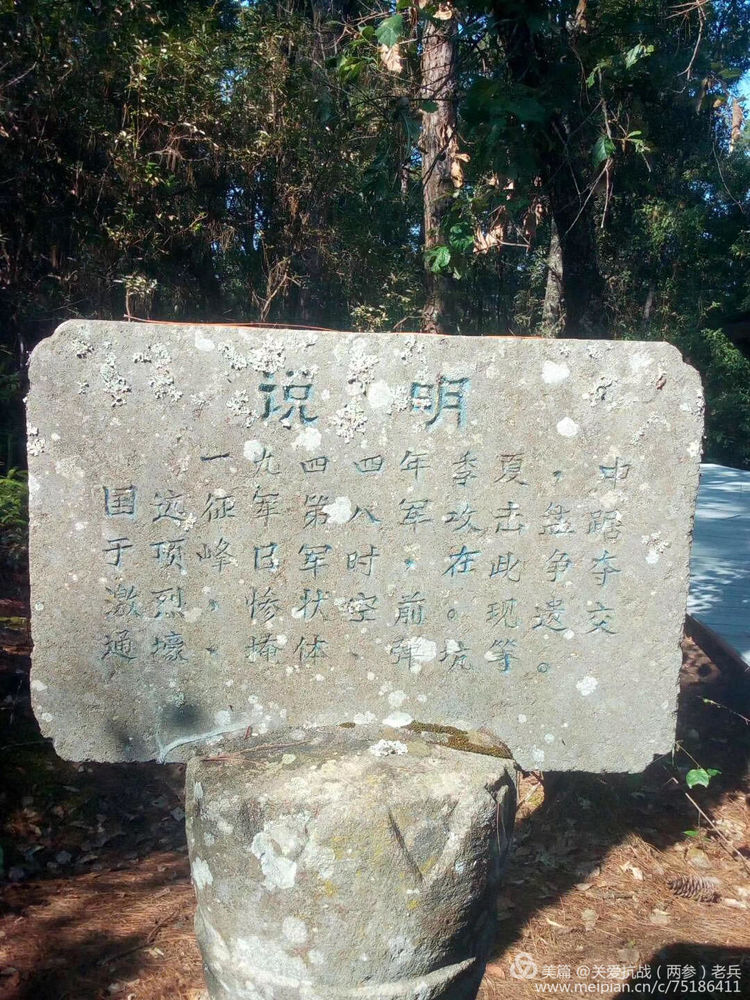 说明
一九四四年季夏，中
国远征军第八军攻击盘踞
于顶峰日军时，在此争夺
激烈，惨状空前。现遗交
通壕、掩体、弹坑等。
美篇 @关爱抗战（两参）老兵
www.meipian.cn/c/75186411